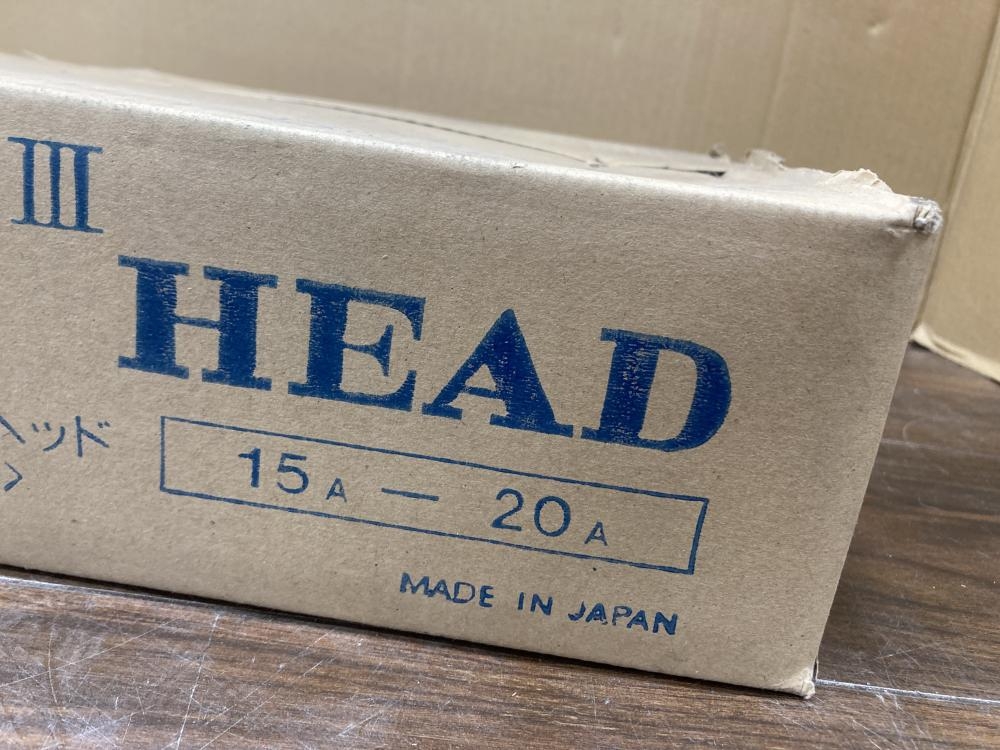 III
HEAD
ヘッド
15A — 20A
MADE IN JAPAN